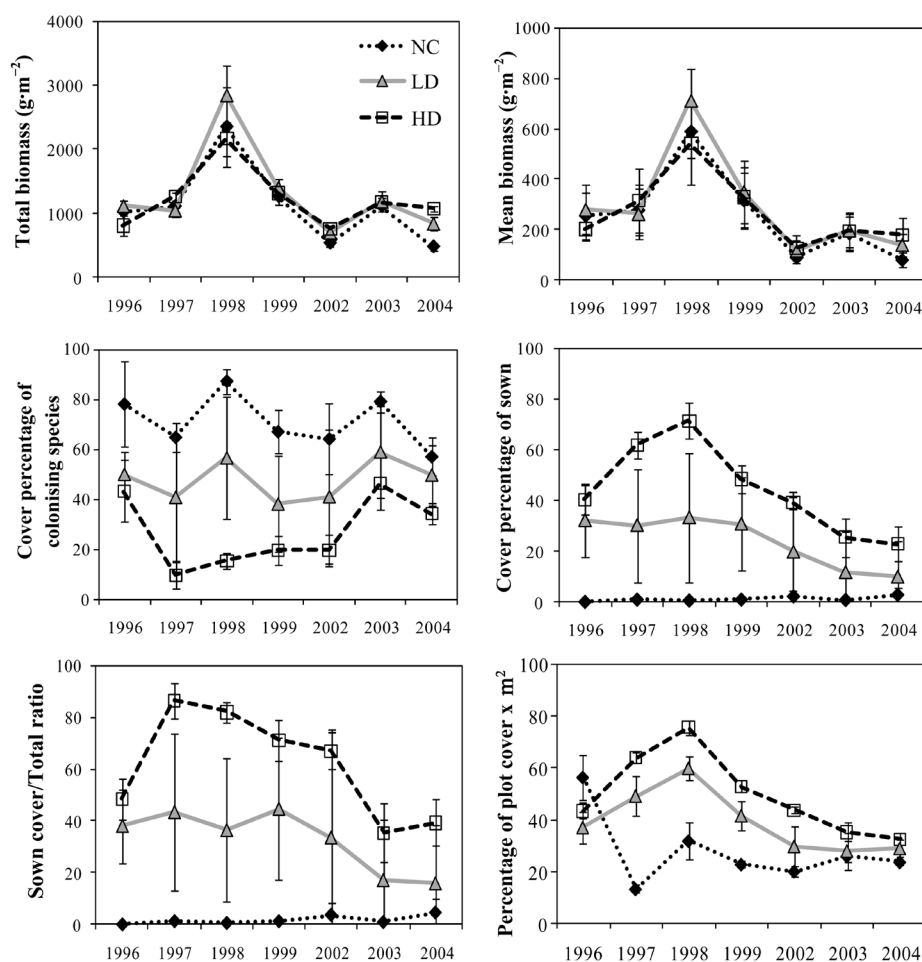 Total biomass (g·m⁻²)
4000
3000
2000
1000
0
NC
LD
HD
1996 1997 1998 1999 2002 2003 2004
Mean biomass (g·m⁻²)
1000
800
600
400
200
0
1996 1997 1998 1999 2002 2003 2004
Cover percentage of
colonising species
100
80
60
40
20
0
1996 1997 1998 1999 2002 2003 2004
Cover percentage of sown
100
80
60
40
20
0
1996 1997 1998 1999 2002 2003 2004
Sown cover/Total ratio
100
80
60
40
20
0
1996 1997 1998 1999 2002 2003 2004
Percentage of plot cover x m²
100
80
60
40
20
0
1996 1997 1998 1999 2002 2003 2004